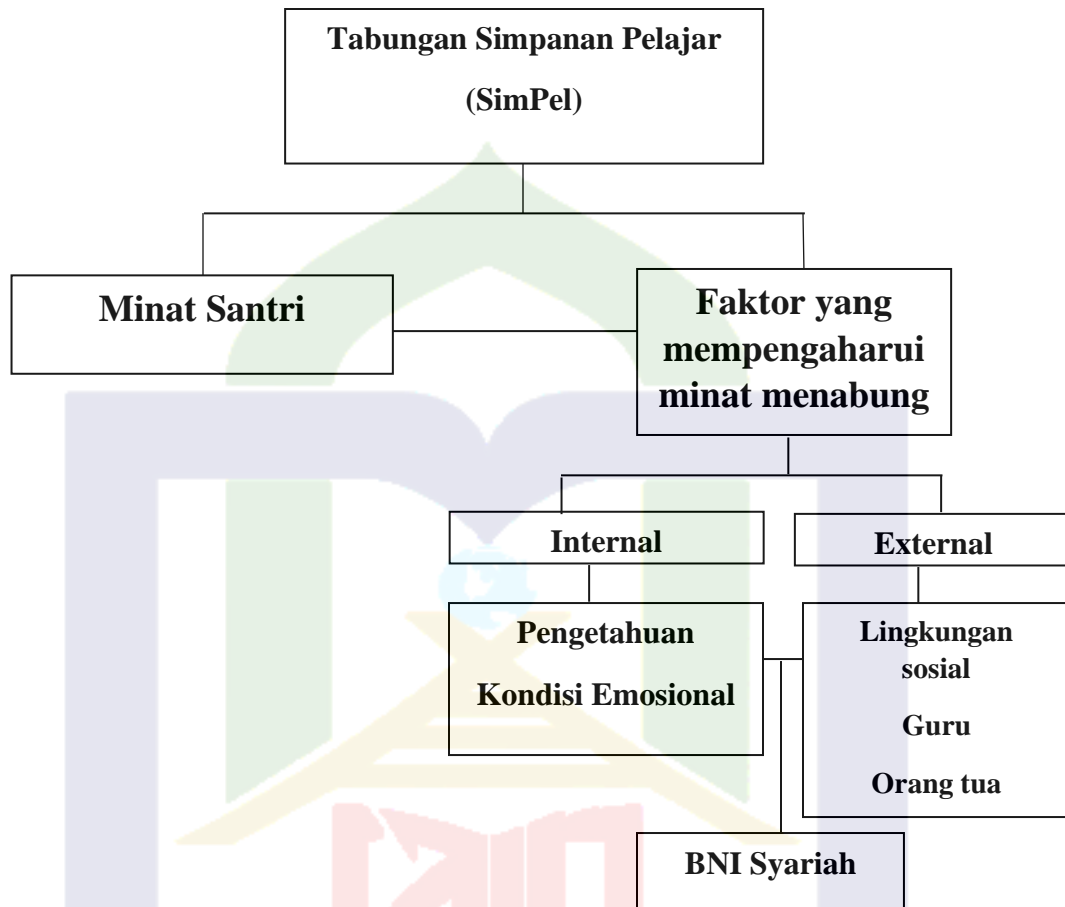 Tabungan Simpanan Pelajar
(SimPel)
Minat Santri
Faktor yang
mempengaharui
minat menabung
Internal
External
Pengetahuan
Kondisi Emosional
Lingkungan
sosial
Guru
Orang tua
BNI Syariah